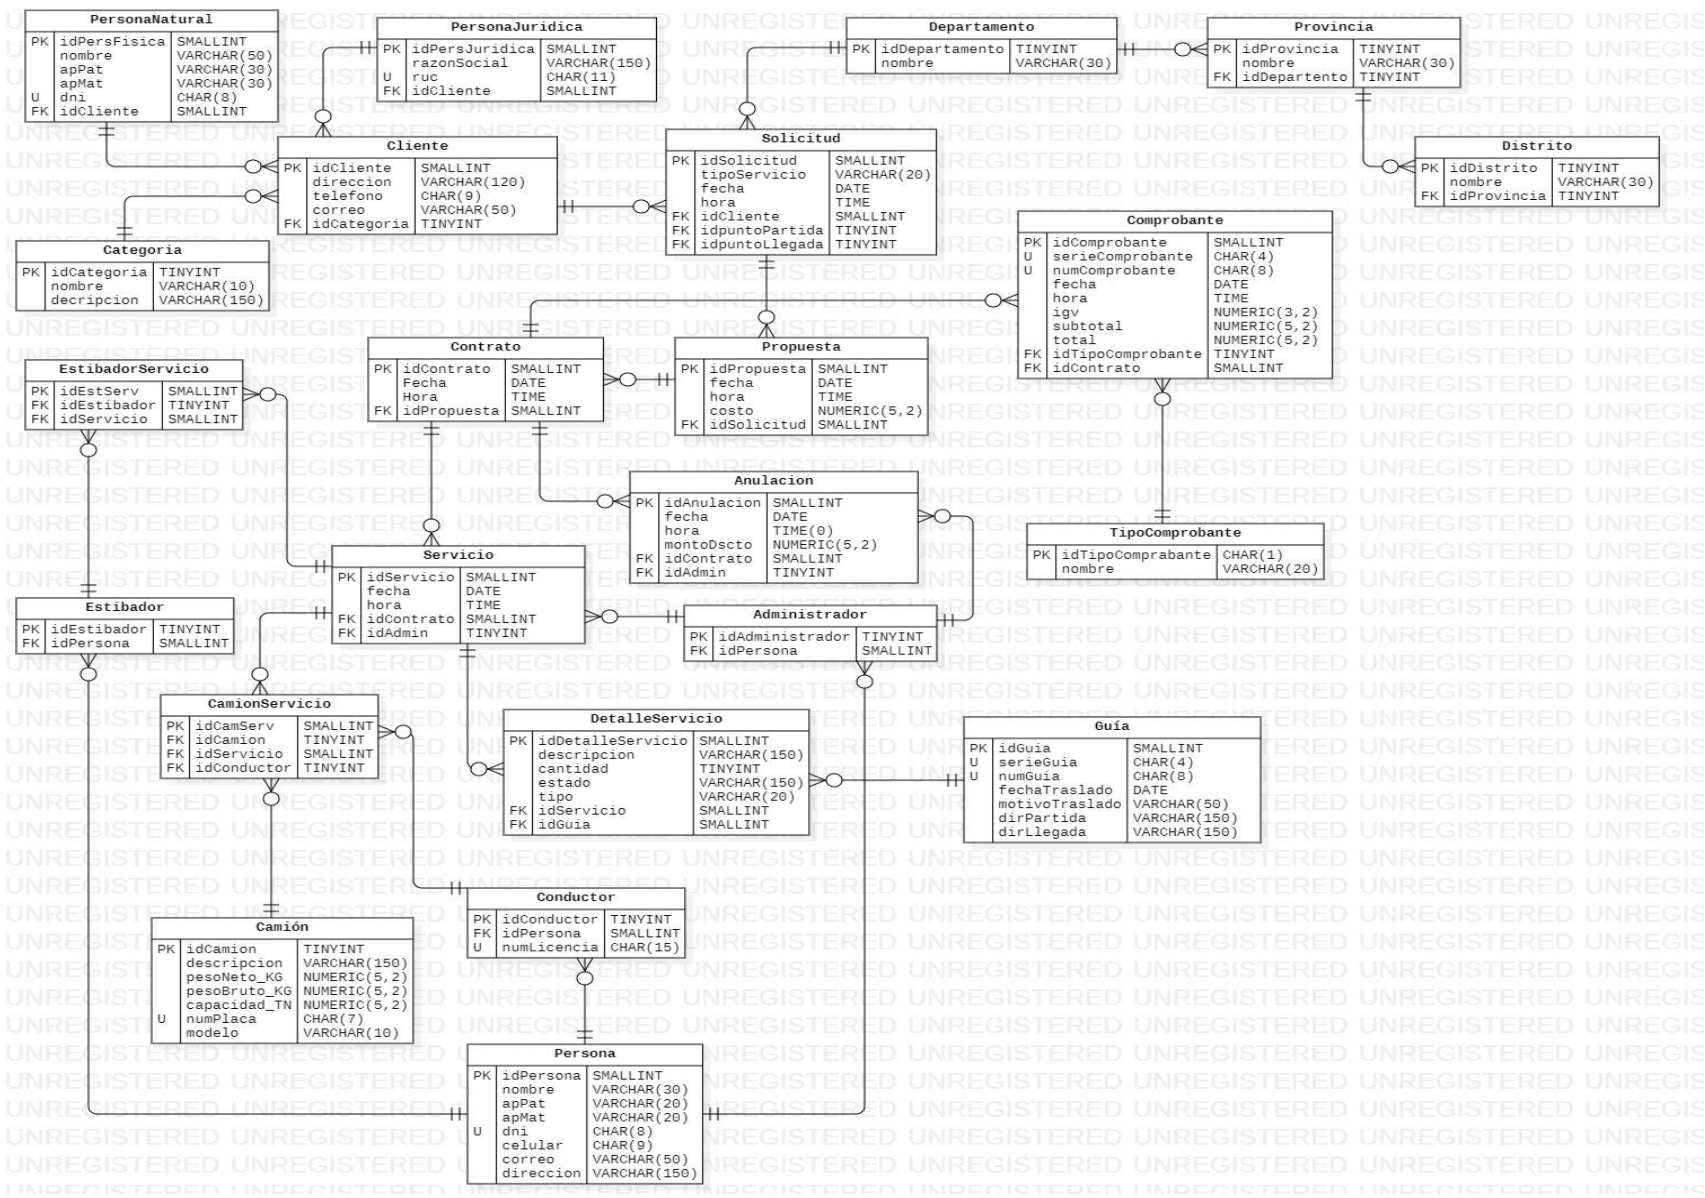 PersonaNatural
PK idPersFisica SMALLINT
nombre VARCHAR(50)
apPat VARCHAR(30)
apMat VARCHAR(30)
U dni CHAR(8)
FK idCliente SMALLINT
PersonaJuridica
PK idPersJuridica SMALLINT
razonSocial VARCHAR(150)
U ruc CHAR(11)
FK idCliente SMALLINT
Departamento
PK idDepartamento TINYINT
nombre VARCHAR(30)
Provincia
PK idProvincia TINYINT
nombre VARCHAR(30)
FK idDepartento TINYINT
Cliente
PK idCliente SMALLINT
direccion VARCHAR(120)
telefono CHAR(9)
correo VARCHAR(50)
FK idCategoria TINYINT
Solicitud
PK idSolicitud SMALLINT
tipoServicio VARCHAR(20)
fecha DATE
hora TIME
FK idCliente SMALLINT
FK idpuntoPartida TINYINT
FK idpuntoLlegada TINYINT
Distrito
PK idDistrito TINYINT
nombre VARCHAR(30)
FK idProvincia TINYINT
Categoria
PK idCategoria TINYINT
nombre VARCHAR(10)
decripcion VARCHAR(150)
Comprobante
PK idComprobante SMALLINT
U serieComprobante CHAR(4)
U numComprobante CHAR(8)
fecha DATE
hora TIME
igv NUMERIC(3,2)
subtotal NUMERIC(5,2)
total NUMERIC(5,2)
FK idTipoComprobante TINYINT
FK idContrato SMALLINT
Contrato
PK idContrato SMALLINT
Fecha DATE
Hora TIME
FK idPropuesta SMALLINT
Propuesta
PK idPropuesta SMALLINT
fecha DATE
hora TIME
costo NUMERIC(5,2)
FK idSolicitud SMALLINT
EstibadorServicio
PK idEstServ SMALLINT
FK idEstibador TINYINT
FK idServicio SMALLINT
Anulacion
PK idAnulacion SMALLINT
fecha DATE
hora TIME(0)
montoDscto NUMERIC(5,2)
FK idContrato SMALLINT
FK idAdmin TINYINT
TipoComprobante
PK idTipoComprabante CHAR(1)
nombre VARCHAR(20)
Servicio
PK idServicio SMALLINT
fecha DATE
hora TIME
FK idContrato SMALLINT
FK idAdmin TINYINT
Estibador
PK idEstibador TINYINT
FK idPersona SMALLINT
Administrador
PK idAdministrador TINYINT
FK idPersona SMALLINT
CamionServicio
PK idCamServ SMALLINT
FK idCamion TINYINT
FK idServicio SMALLINT
FK idConductor TINYINT
DetalleServicio
PK idDetalleServicio SMALLINT
descripcion VARCHAR(150)
cantidad TINYINT
estado VARCHAR(150)
tipo VARCHAR(20)
FK idServicio SMALLINT
FK idGuia SMALLINT
Guía
PK idGuia SMALLINT
U serieGuia CHAR(4)
U numGuia CHAR(8)
fechaTraslado DATE
motivoTraslado VARCHAR(50)
dirPartida VARCHAR(150)
dirLlegada VARCHAR(150)
Conductor
PK idConductor TINYINT
FK idPersona SMALLINT
U numLicencia CHAR(15)
Camión
PK idCamion TINYINT
descripcion VARCHAR(150)
pesoNeto_KG NUMERIC(5,2)
pesoBruto_KG NUMERIC(5,2)
capacidad_TN NUMERIC(5,2)
U numPlaca CHAR(7)
modelo VARCHAR(10)
Persona
PK idPersona SMALLINT
nombre VARCHAR(30)
apPat VARCHAR(20)
apMat VARCHAR(20)
U dni CHAR(8)
celular CHAR(9)
correo VARCHAR(50)
direccion VARCHAR(150)
UNREGISTERED